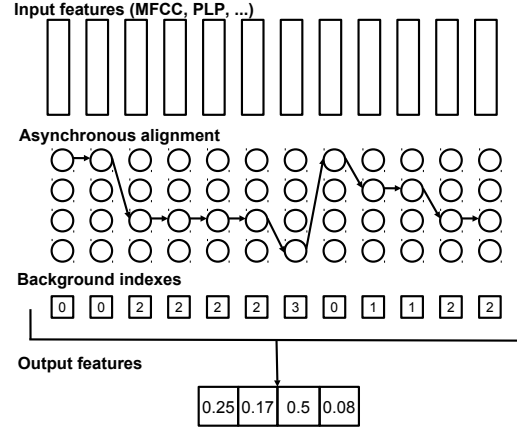 Input features (MFCC, PLP, ...)
Asynchronous alignment
Background indexes
0 0 2 2 2 2 3 0 1 1 2 2
Output features
0.25 0.17 0.5 0.08